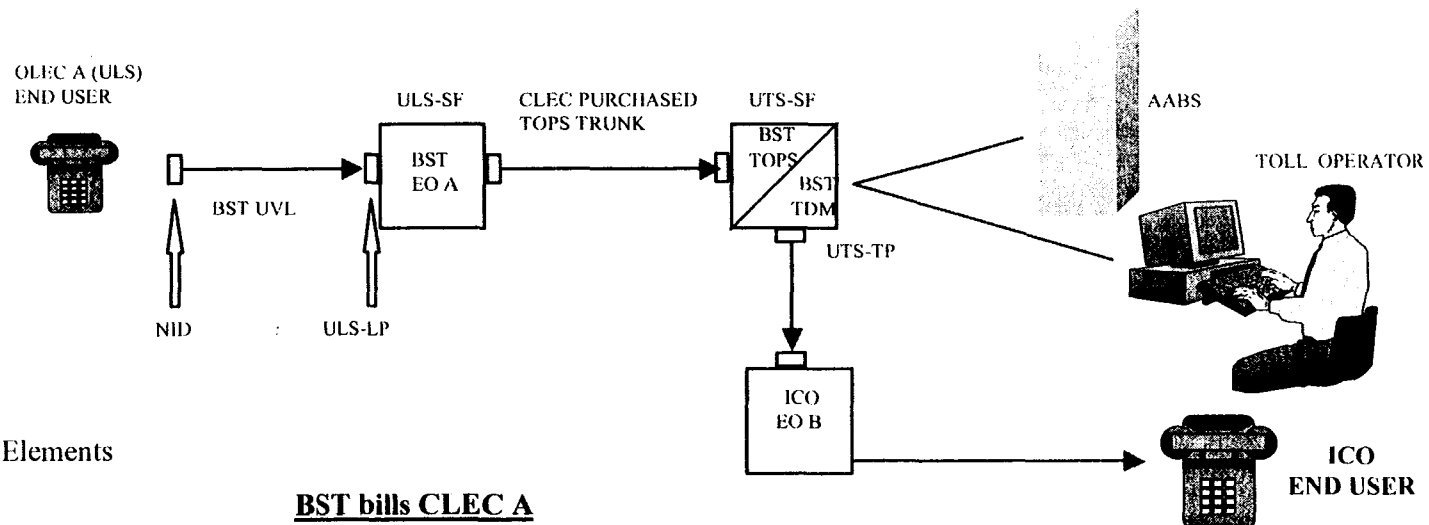 OLEC A (ULS)
END USER
ULS-SF
CLEC PURCHASED
TOPS TRUNK
UTS-SF
AABS
BST
EO A
BST
TOPS
BST
TDM
TOLL OPERATOR
BST UVL
UTS-TP
NID
ULS-LP
ICO
EO B
Elements
ICO
END USER
BST bills CLEC A